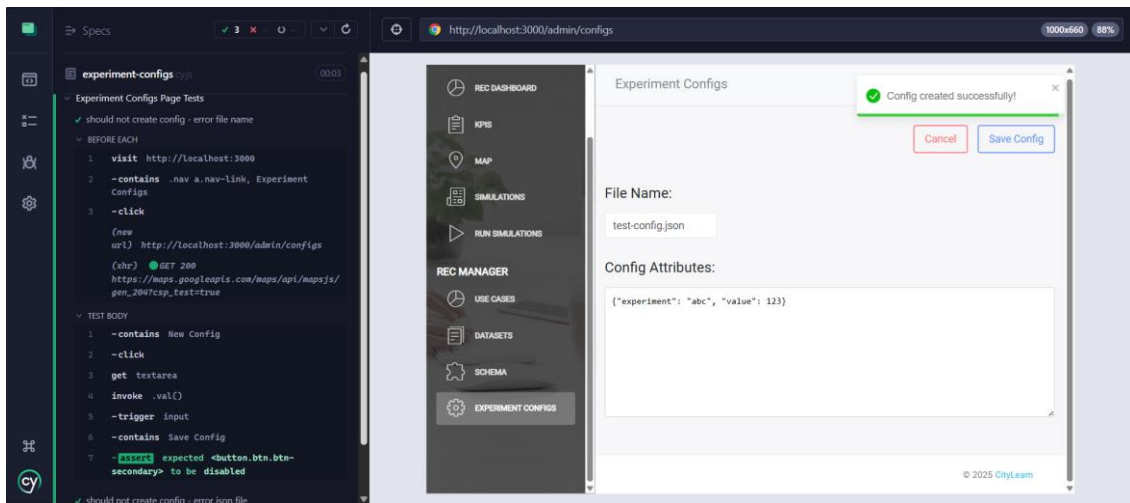 Specs
3
--
--
http://localhost:3000/admin/configs
1000x660
88%
experiment-configs
.cy.js
00:03
Experiment Configs Page Tests
should not create config - error file name
BEFORE EACH
1 visit http://localhost:3000
2 -contains .nav a.nav-link, Experiment
Configs
3 -click
(new
url) http://localhost:3000/admin/configs
(xhr) GET 200
https://maps.googleapis.com/maps/api/mapsjs/
gen_204?csp_test=true
TEST BODY
1 -contains New Config
2 -click
3 get textarea
4 invoke .val()
5 -trigger input
6 -contains Save Config
7 -assert expected <button.btn.btn-
secondary> to be disabled
should not create config - error json file
cy
REC DASHBOARD
KPIS
MAP
SIMULATIONS
RUN SIMULATIONS
REC MANAGER
USE CASES
DATASETS
SCHEMA
EXPERIMENT CONFIGS
Experiment Configs
Config created successfully!
×
Cancel
Save Config
File Name:
test-config.json
Config Attributes:
{"experiment": "abc", "value": 123}
© 2025 CityLearn